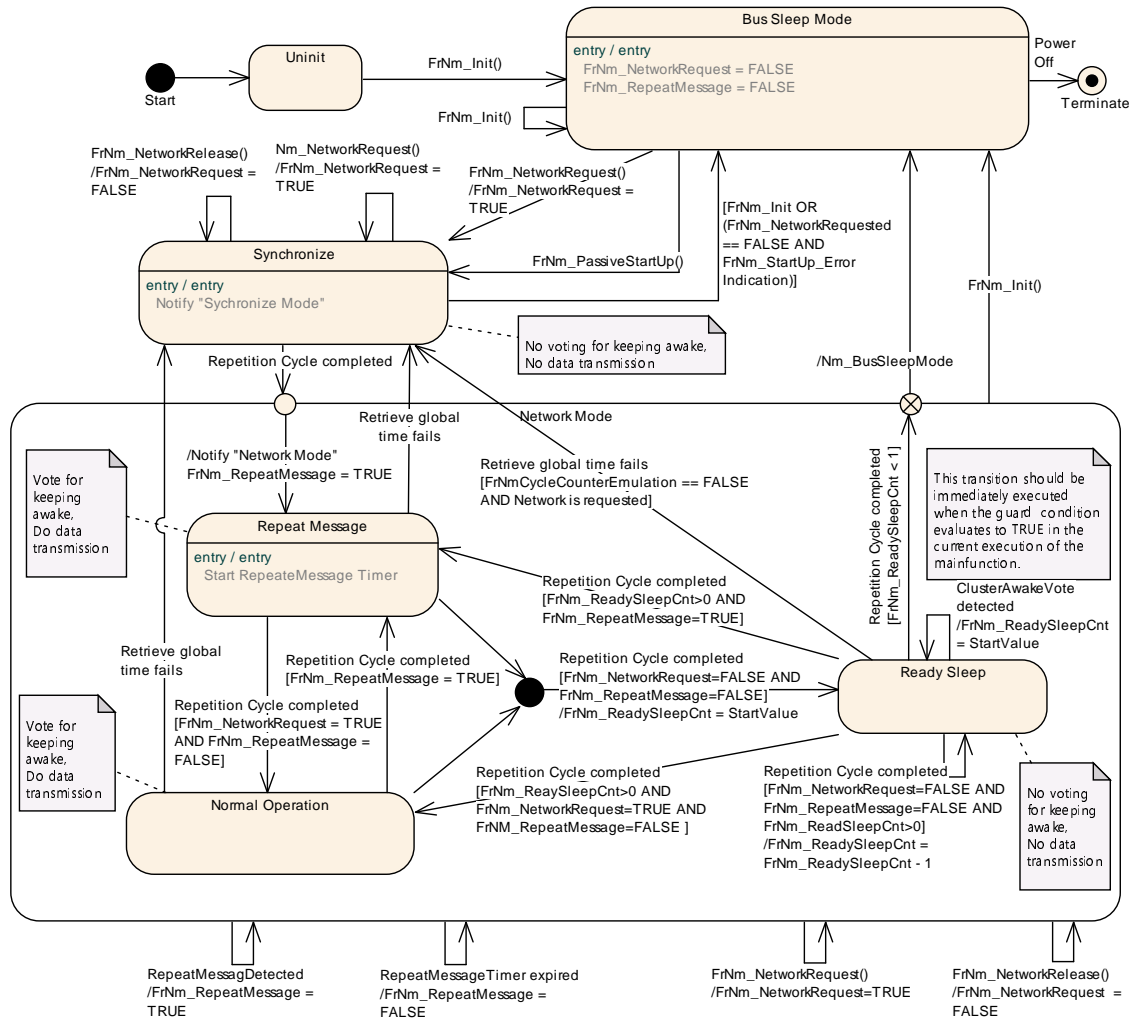 Bus Sleep Mode
entry / entry
FrNm_NetworkRequest = FALSE
FrNm_RepeatMessage = FALSE
Uninit
FrNm_Init()
Power
Off
Start
Terminate
FrNm_Init()
FrNm_NetworkRelease()
/FrNm_NetworkRequest =
FALSE
Nm_NetworkRequest()
/FrNm_NetworkRequest =
TRUE
FrNm_NetworkRequest()
/FrNm_NetworkRequest =
TRUE
[FrNm_Init OR
(FrNm_NetworkRequested
== FALSE AND
FrNm_StartUp_Error
Indication)]
Synchronize
entry / entry
Notify "Sychronize Mode"
FrNm_PassiveStartUp()
FrNm_Init()
No voting for keeping awake,
No data transmission
Repetition Cycle completed
/Nm_BusSleepMode
Network Mode
Retrieve global
time fails
/Notify "Network Mode"
FrNm_RepeatMessage = TRUE
Vote for
keeping
awake,
Do data
transmission
Retrieve global time fails
[FrNmCycleCounterEmulation == FALSE
AND Network is requested]
Repetition Cycle completed
[FrNm_ReadySleepCnt < 1]
This transition should be
immediately executed
when the guard condition
evaluates to TRUE in the
current execution of the
mainfunction.
Repeat Message
entry / entry
Start RepeateMessage Timer
Repetition Cycle completed
[FrNm_ReadySleepCnt>0 AND
FrNm_RepeatMessage=TRUE]
ClusterAwakeVote
detected
/FrNm_ReadySleepCnt
= StartValue
Retrieve global
time fails
Repetition Cycle completed
[FrNm_RepeatMessage = TRUE]
Repetition Cycle completed
[FrNm_NetworkRequest=FALSE AND
FrNm_RepeatMessage=FALSE]
/FrNm_ReadySleepCnt = StartValue
Ready Sleep
Vote for
keeping
awake,
Do data
transmission
Repetition Cycle completed
[FrNm_NetworkRequest = TRUE
AND FrNm_RepeatMessage =
FALSE]
Repetition Cycle completed
[FrNm_ReaySleepCnt>0 AND
FrNm_NetworkRequest=TRUE AND
FrNM_RepeatMessage=FALSE ]
Repetition Cycle completed
[FrNm_NetworkRequest=FALSE AND
FrNm_RepeatMessage=FALSE AND
FrNm_ReadSleepCnt>0]
/FrNm_ReadySleepCnt =
FrNm_ReadySleepCnt - 1
No voting
for keeping
awake,
No data
transmission
Normal Operation
RepeatMessagDetected
/FrNm_RepeatMessage =
TRUE
RepeatMessageTimer expired
/FrNm_RepeatMessage =
FALSE
FrNm_NetworkRequest()
/FrNm_NetworkRequest=TRUE
FrNm_NetworkRelease()
/FrNm_NetworkRequest =
FALSE